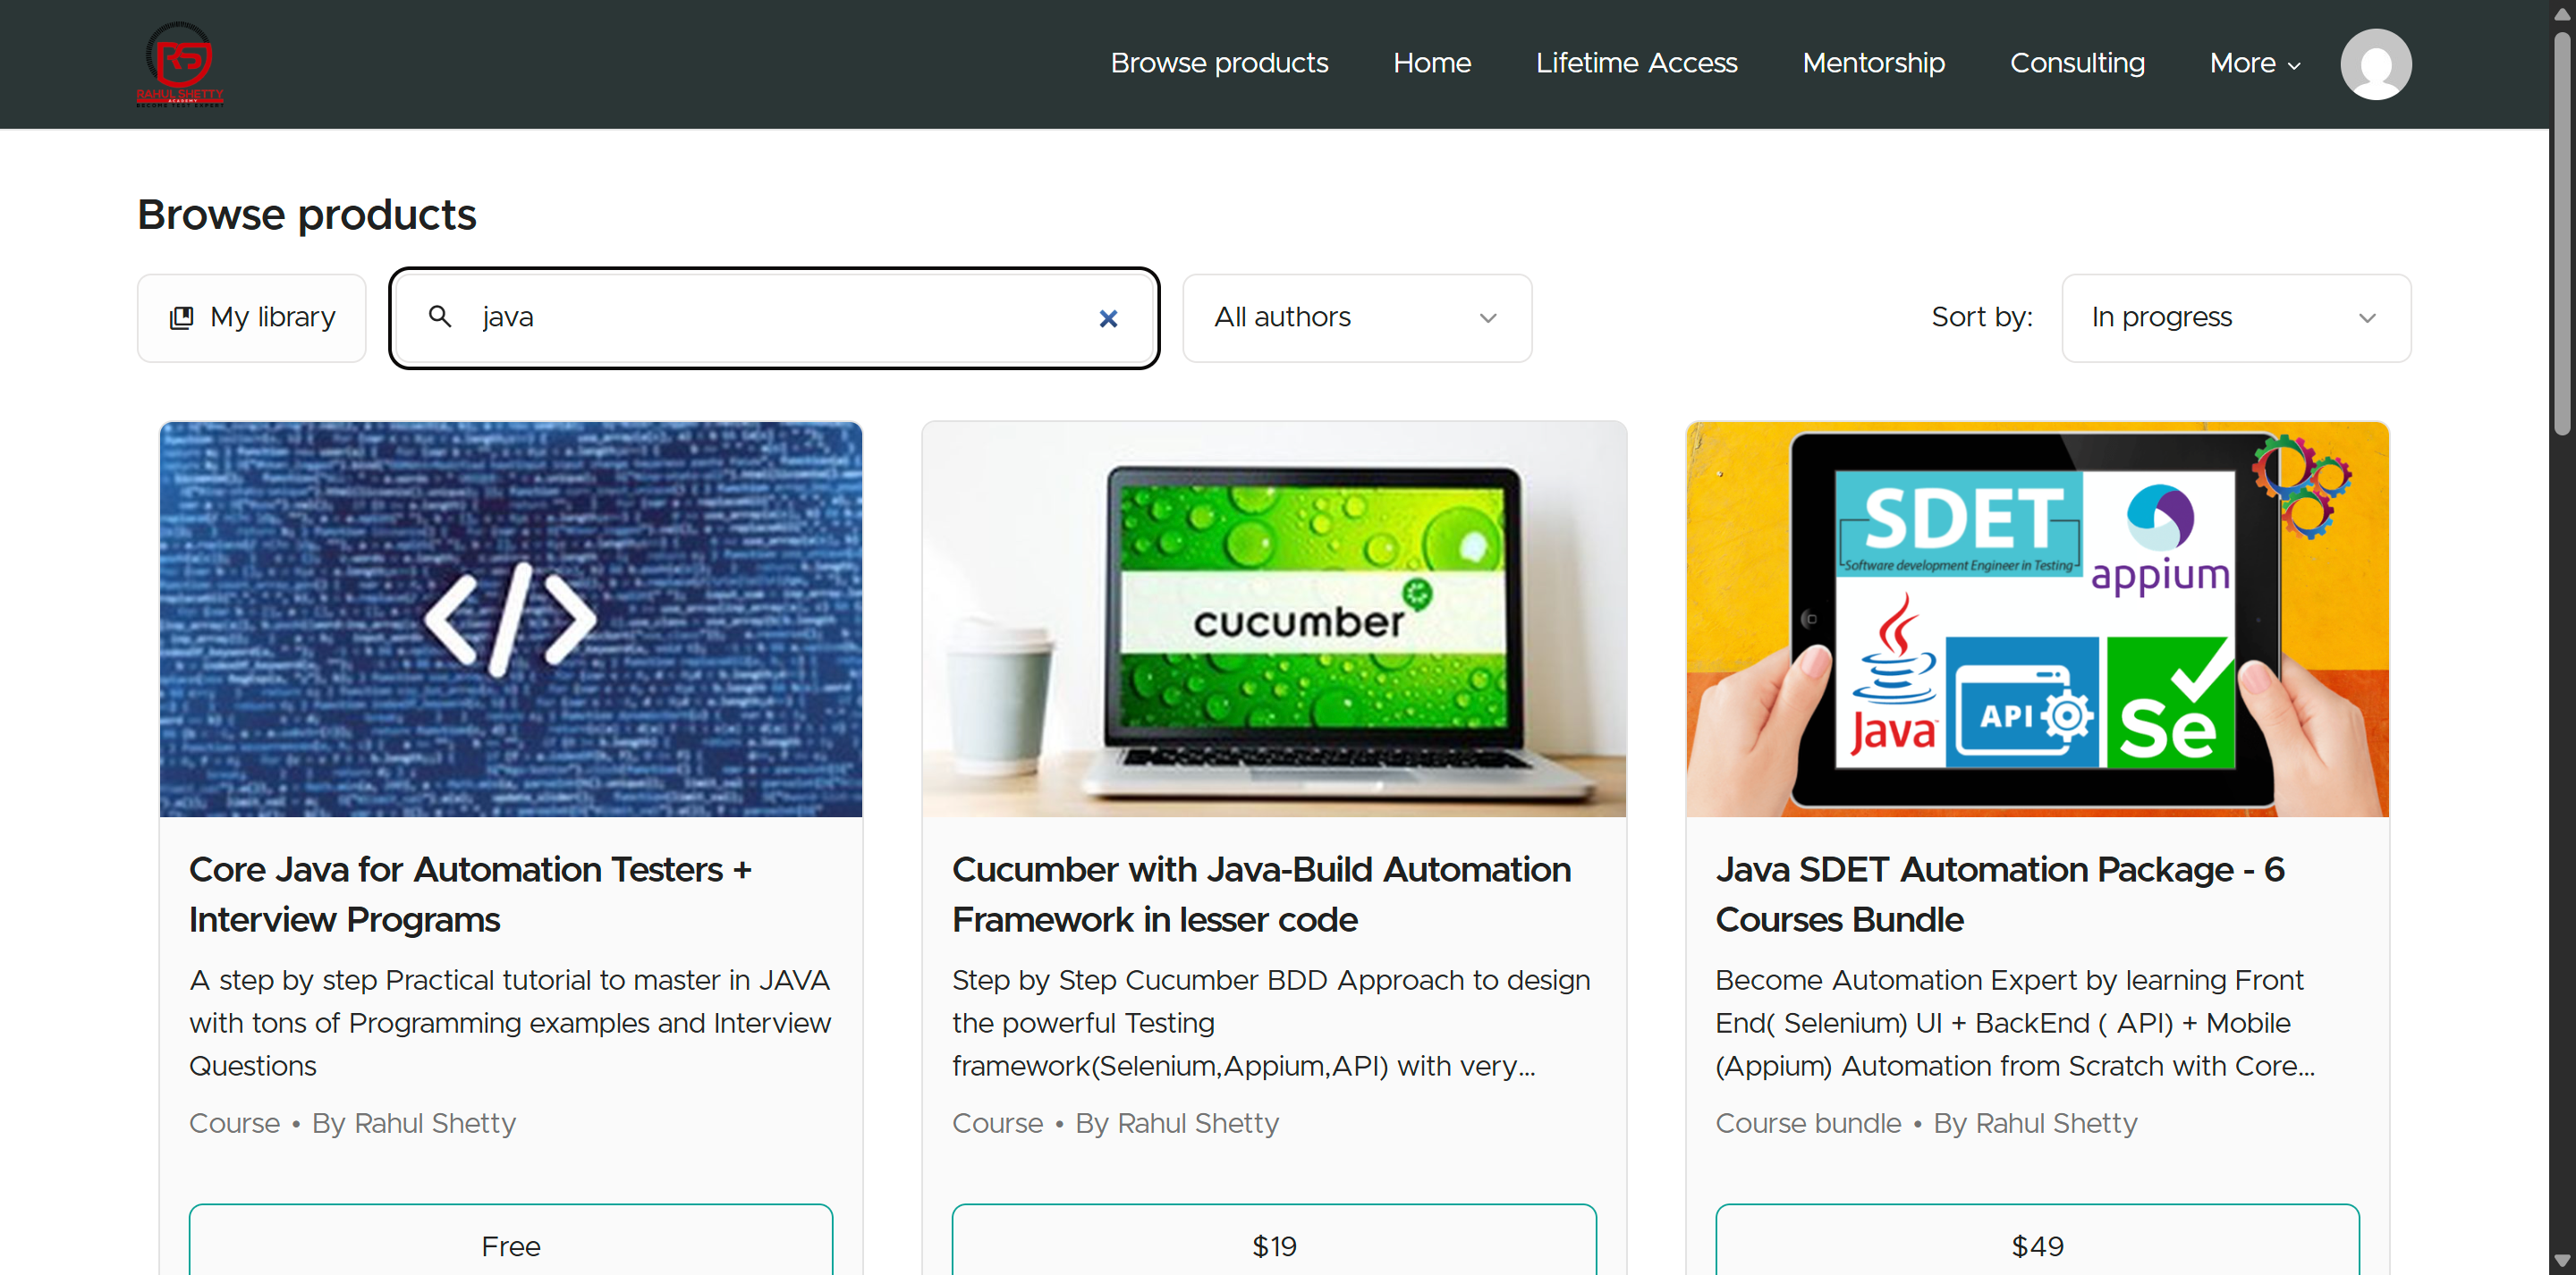 RS
RAHUL SHETTY
ACADEMY
Browse products
Home
Lifetime Access
Mentorship
Consulting
More
Browse products
My library
java
All authors
Sort by:
In progress
</>
cucumber
SDET
Software development Engineer in Testing
appium
Java
API
Se
Core Java for Automation Testers +
Interview Programs
A step by step Practical tutorial to master in JAVA
with tons of Programming examples and Interview
Questions
Course • By Rahul Shetty
Free
Cucumber with Java-Build Automation
Framework in lesser code
Step by Step Cucumber BDD Approach to design
the powerful Testing
framework(Selenium,Appium,API) with very...
Course • By Rahul Shetty
$19
Java SDET Automation Package - 6
Courses Bundle
Become Automation Expert by learning Front
End( Selenium) UI + BackEnd ( API) + Mobile
(Appium) Automation from Scratch with Core...
Course bundle • By Rahul Shetty
$49